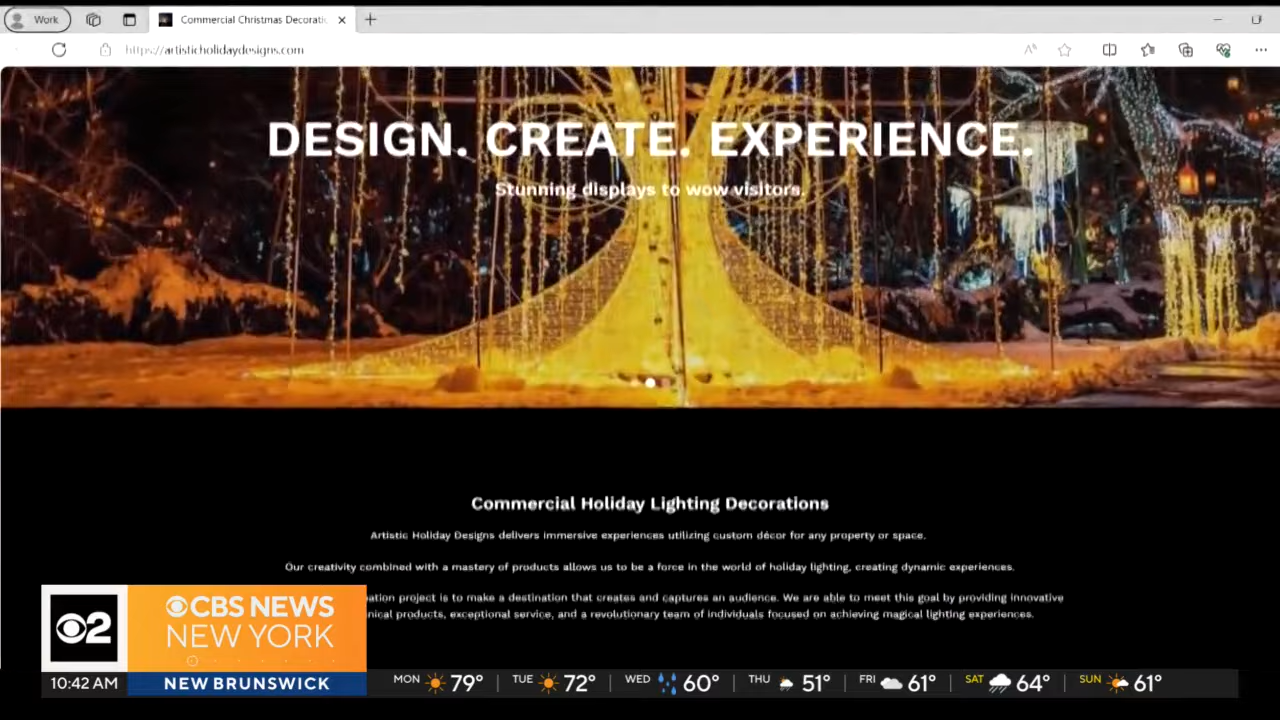 Work
Commercial Christmas Decoratic
https://artisticholidaydesigns.com
DESIGN. CREATE. EXPERIENCE.
Stunning displays to wow visitors.
Commercial Holiday Lighting Decorations
Artistic Holiday Designs delivers immersive experiences utilizing custom décor for any property or space.
Our creativity combined with a mastery of products allows us to be a force in the world of holiday lighting, creating dynamic experiences.
project is to make a destination that creates and captures an audience. We are able to meet this goal by providing innovative
products, exceptional service, and a revolutionary team of individuals focused on achieving magical lighting experiences.
2
CBS NEWS
NEW YORK
10:42 AM
NEW BRUNSWICK
MON 79° | TUE 72° | WED 60° | THU 51° | FRI 61° | SAT 64° | SUN 61°